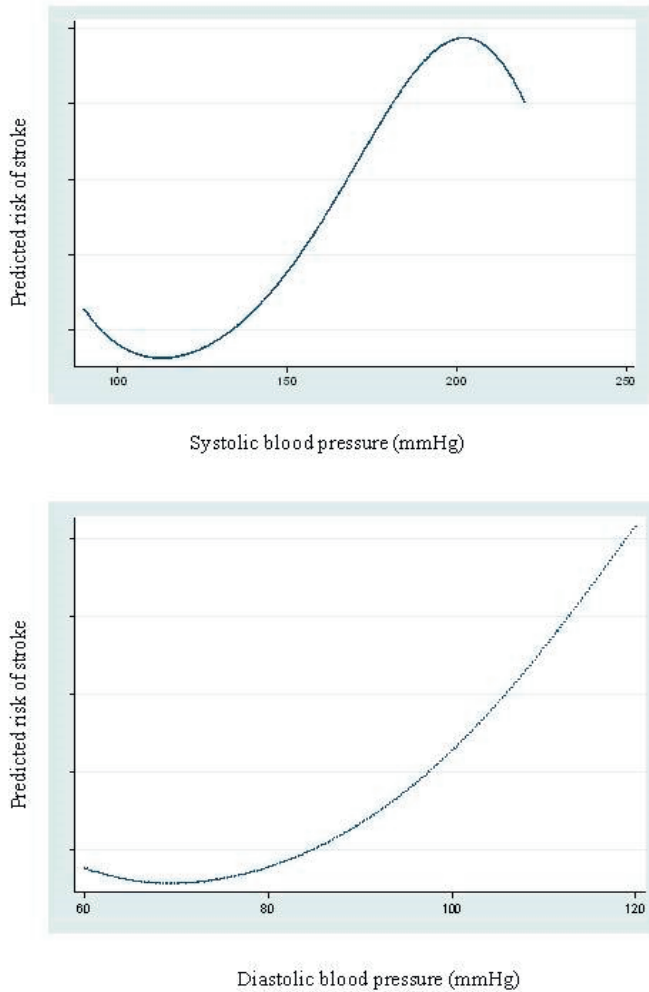 Predicted risk of stroke
100 150 200 250
Systolic blood pressure (mmHg)
Predicted risk of stroke
60 80 100 120
Diastolic blood pressure (mmHg)